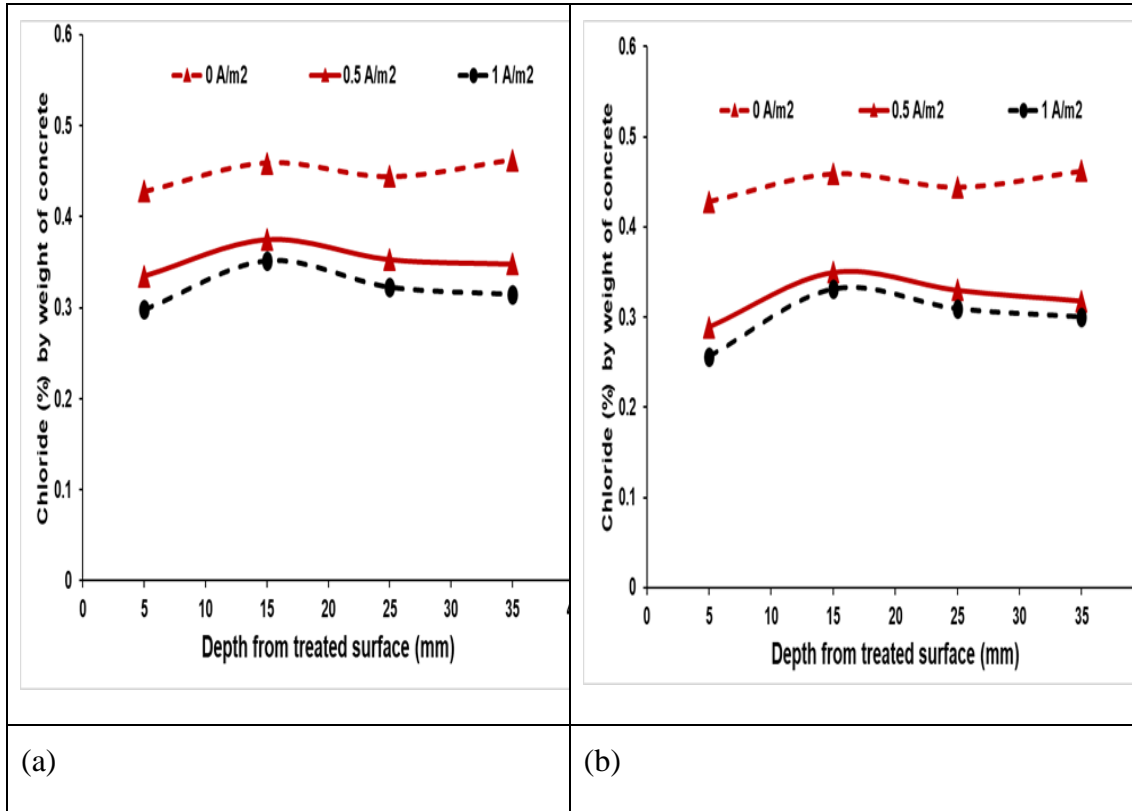 0.6
0 A/m2 0.5 A/m2 1 A/m2
0.5
0.4
0.3
0.2
0.1
0
Chloride (%) by weight of concrete
0 5 10 15 20 25 30 35
Depth from treated surface (mm)
(a)
0.6
0 A/m2 0.5 A/m2 1 A/m2
0.5
0.4
0.3
0.2
0.1
0
Chloride (%) by weight of concrete
0 5 10 15 20 25 30 35
Depth from treated surface (mm)
(b)